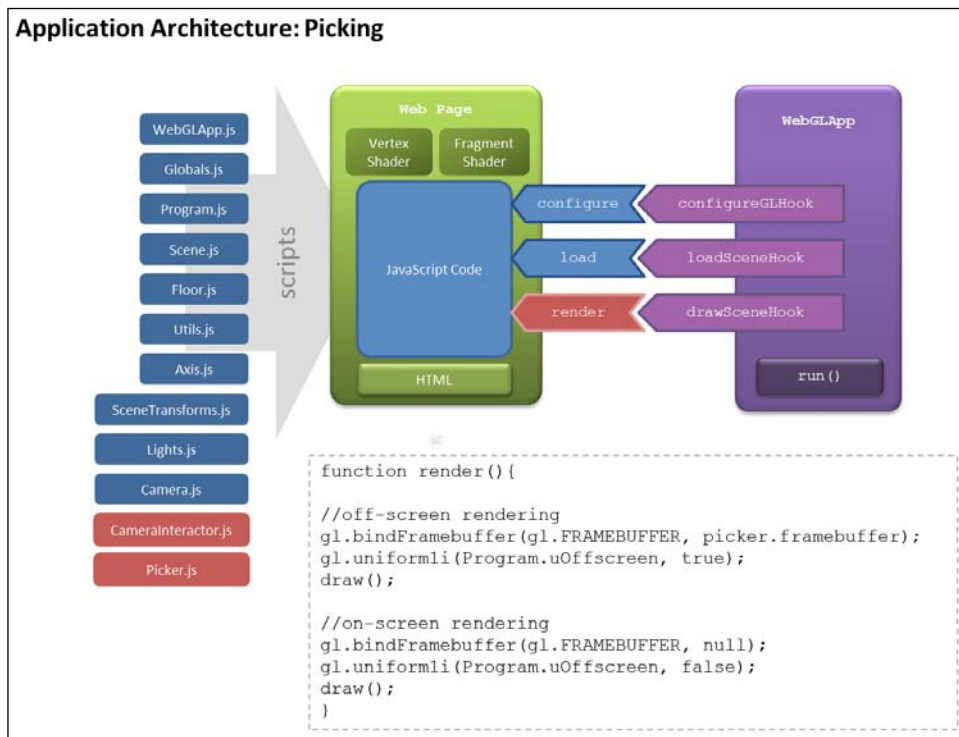 Application Architecture: Picking
WebGLApp.js
Globals.js
Program.js
Scene.js
Floor.js
Utils.js
Axis.js
SceneTransforms.js
Lights.js
Camera.js
CameraInteractor.js
Picker.js
scripts
Web Page
Vertex
Shader
Fragment
Shader
JavaScript Code
HTML
configure
load
render
configureGLHook
loadSceneHook
drawSceneHook
WebGLApp
run()
function render(){
//off-screen rendering
gl.bindFramebuffer(gl.FRAMEBUFFER, picker.framebuffer);
gl.uniform1i(Program.uOffscreen, true);
draw();
//on-screen rendering
gl.bindFramebuffer(gl.FRAMEBUFFER, null);
gl.uniform1i(Program.uOffscreen, false);
draw();
}